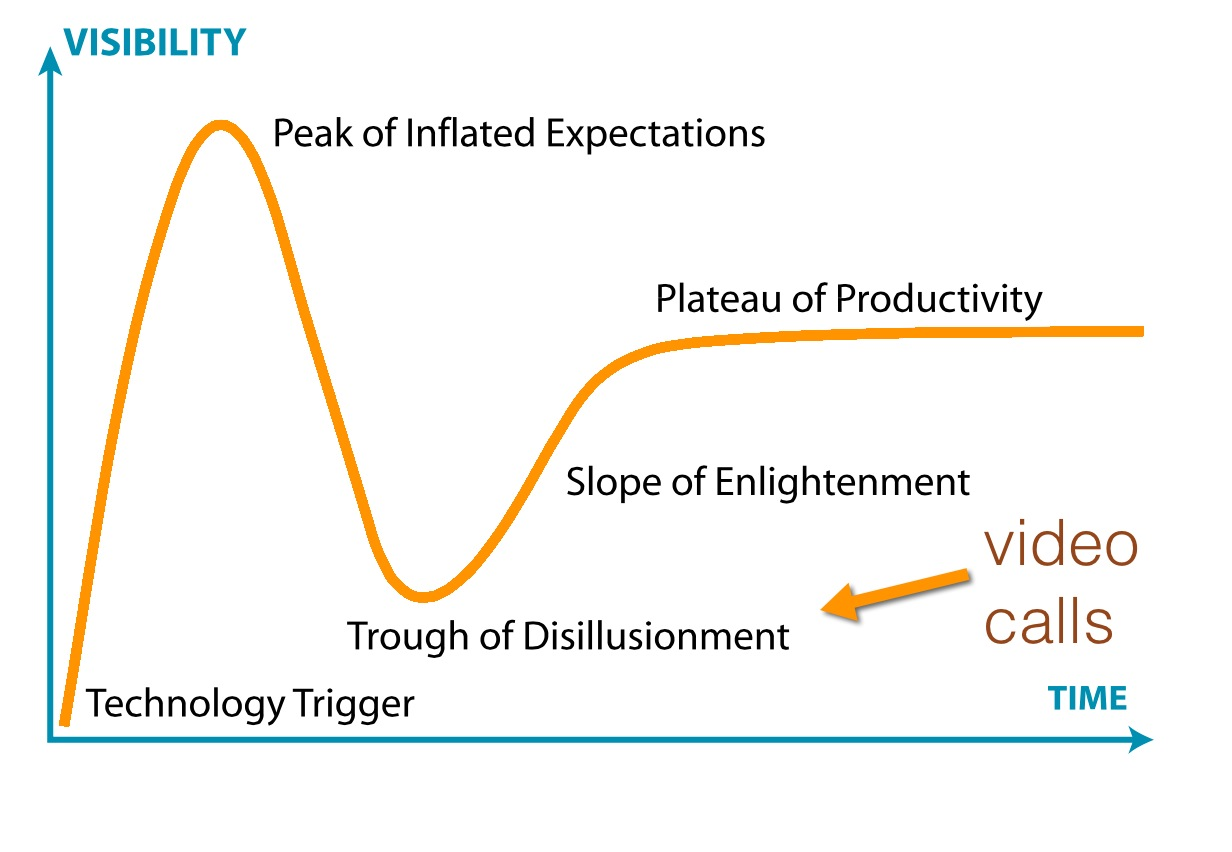 VISIBILITY
Peak of Inflated Expectations
Plateau of Productivity
Slope of Enlightenment
video
calls
Trough of Disillusionment
Technology Trigger
TIME